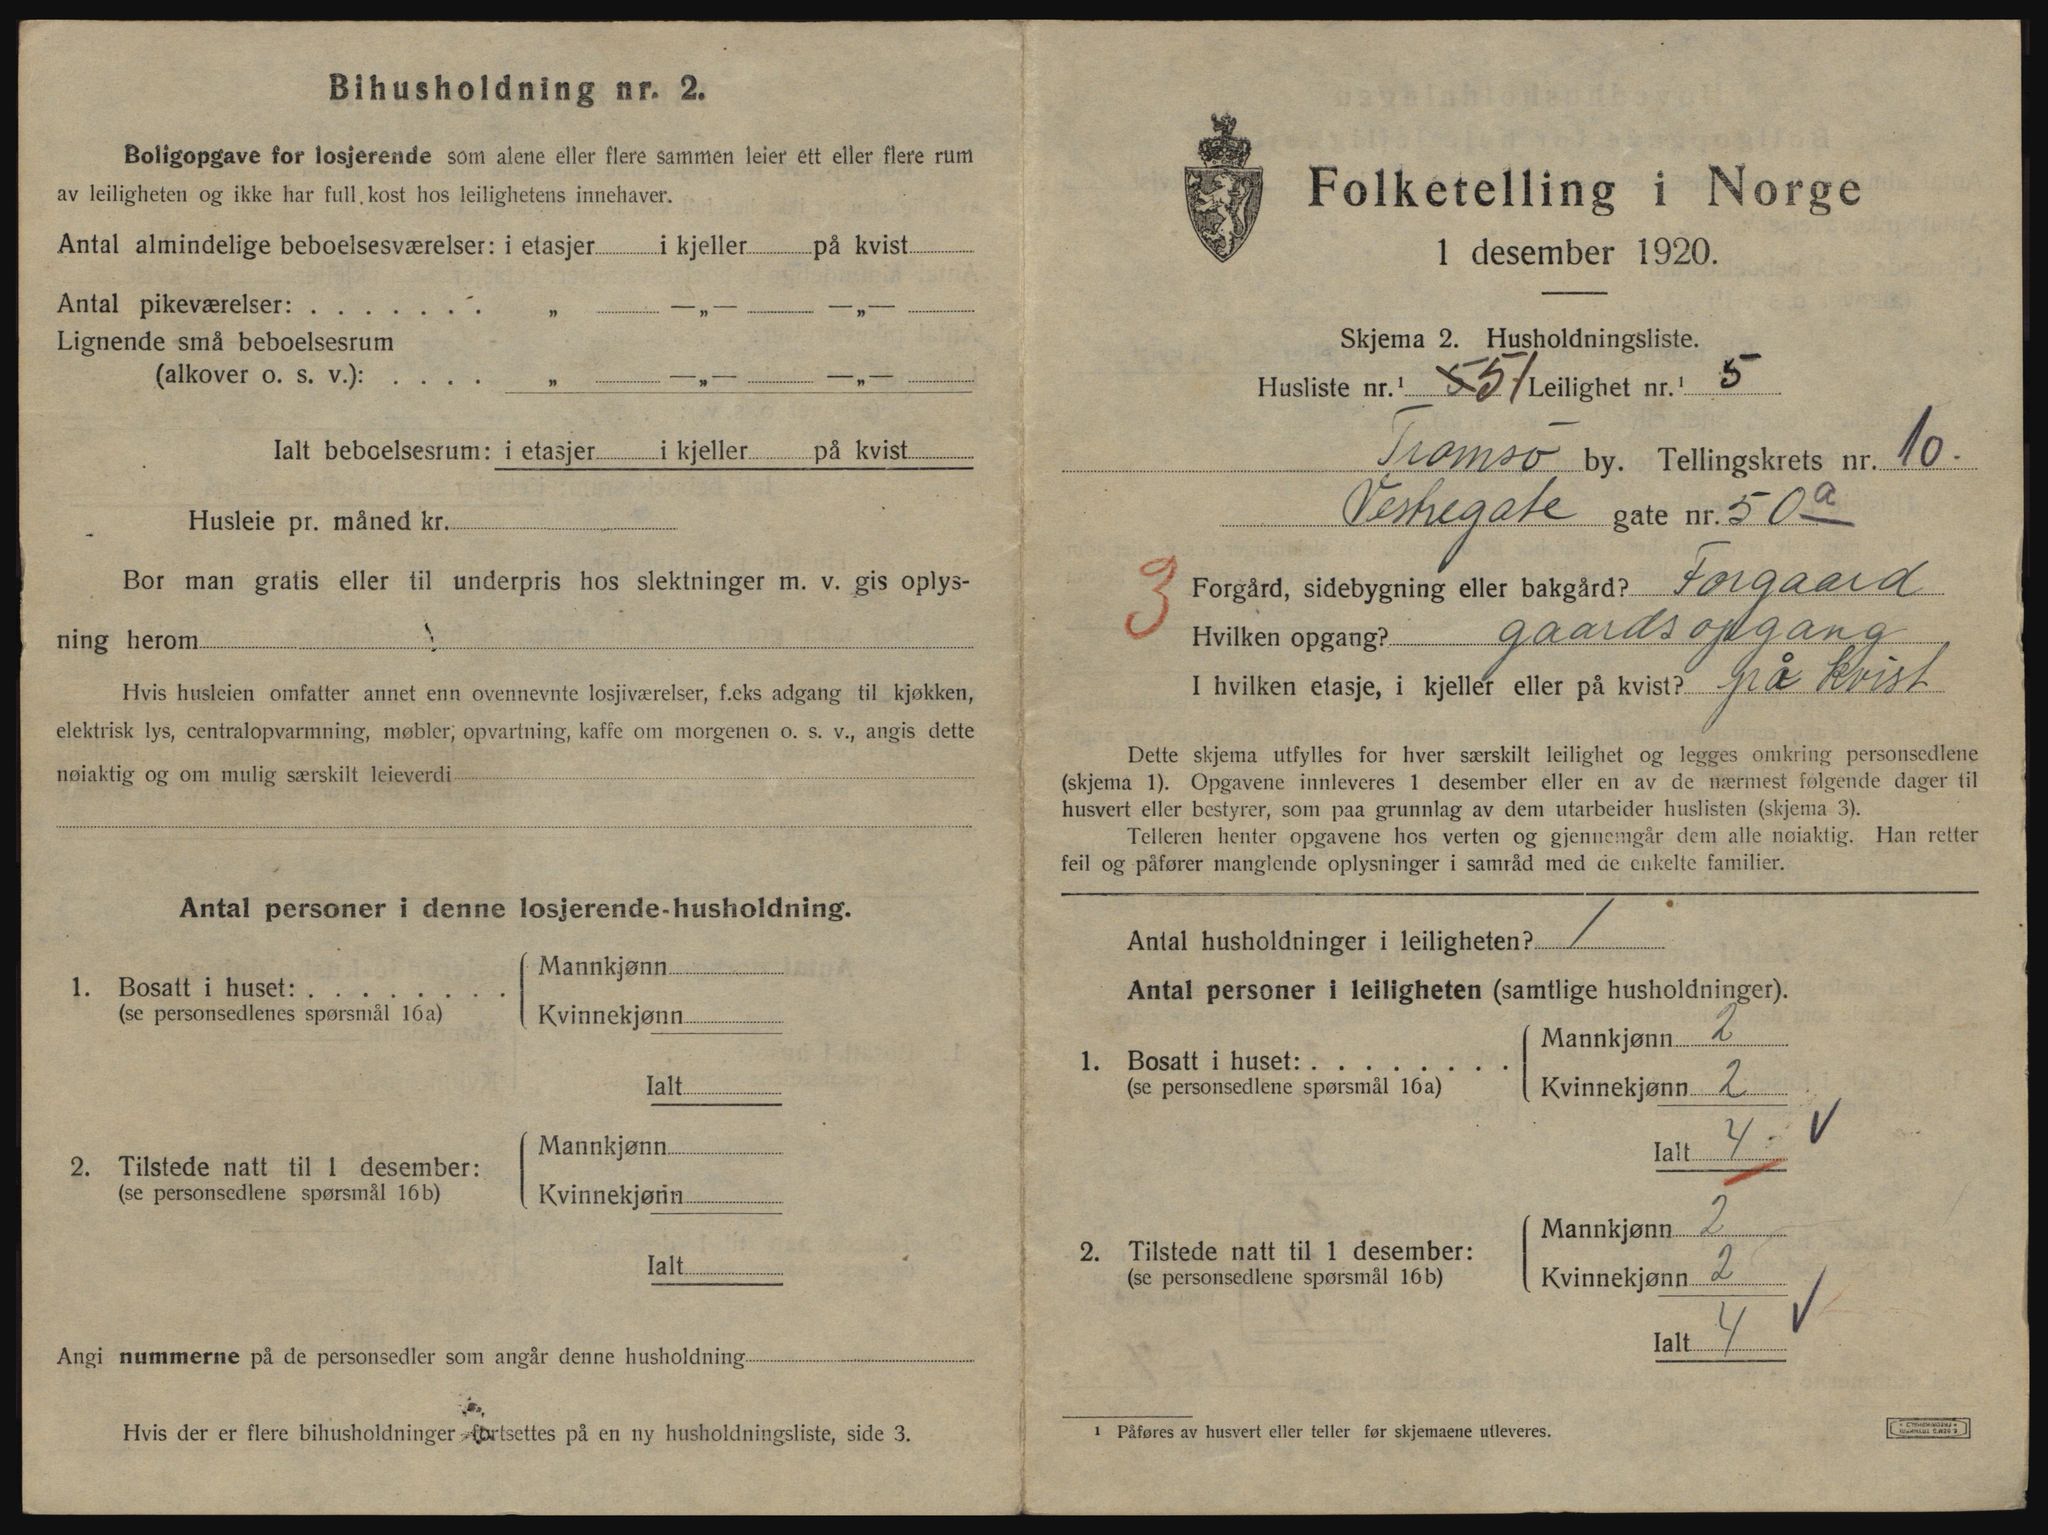 Bihusholdning nr. 2.
Boligopgave for losjerende som alene eller flere sammen leier ett eller flere rum
av leiligheten og ikke har full kost hos leilighetens innehaver.
Antal almindelige beboelsesværelser: i etasjer i kjeller på kvist
Antal pikeværelser: . . . . . . . „ —„— —„—
Lignende små beboelsesrum
(alkover o. s. v.): . . . . „ —„— —„—
Ialt beboelsesrum: i etasjer i kjeller på kvist
Husleie pr. måned kr.
Bor man gratis eller til underpris hos slektninger m. v. gis oplys-
ning herom
Hvis husleien omfatter annet enn ovennevnte losjiværelser, f.eks adgang til kjøkken,
elektrisk lys, centralopvarmning, møbler, opvartning, kaffe om morgenen o. s. v., angis dette
nøiaktig og om mulig særskilt leieverdi
Antal personer i denne losjerende-husholdning.
1. Bosatt i huset: . . . . . . . . Mannkjønn
(se personsedlenes spørsmål 16a) Kvinnekjønn
Ialt
2. Tilstede natt til 1 desember: Mannkjønn
(se personsedlene spørsmål 16b) Kvinnekjønn
Ialt
Angi nummerne på de personsedler som angår denne husholdning
Hvis der er flere bihusholdninger fortsettes på en ny husholdningsliste, side 3.
Folketelling i Norge
1 desember 1920.
Skjema 2. Husholdningsliste.
Husliste nr.¹ 551 Leilighet nr.¹ 5
Tromsø by. Tellingskrets nr. 10.
Vestregate gate nr. 50a
3
Forgård, sidebygning eller bakgård? Forgaard
Hvilken opgang? gaardsopgang
I hvilken etasje, i kjeller eller på kvist? på kvist
Dette skjema utfylles for hver særskilt leilighet og legges omkring personsedlene
(skjema 1). Opgavene innleveres 1 desember eller en av de nærmest følgende dager til
husvert eller bestyrer, som paa grunnlag av dem utarbeider huslisten (skjema 3).
Telleren henter opgavene hos verten og gjennemgår dem alle nøiaktig. Han retter
feil og påfører manglende oplysninger i samråd med de enkelte familier.
Antal husholdninger i leiligheten? 1
Antal personer i leiligheten (samtlige husholdninger).
1. Bosatt i huset: . . . . . . . . Mannkjønn 2
(se personsedlene spørsmål 16a) Kvinnekjønn 2
Ialt 4
2. Tilstede natt til 1 desember: Mannkjønn 2
(se personsedlene spørsmål 16b) Kvinnekjønn 2
Ialt 4
¹ Påføres av husvert eller teller før skjemaene utleveres.